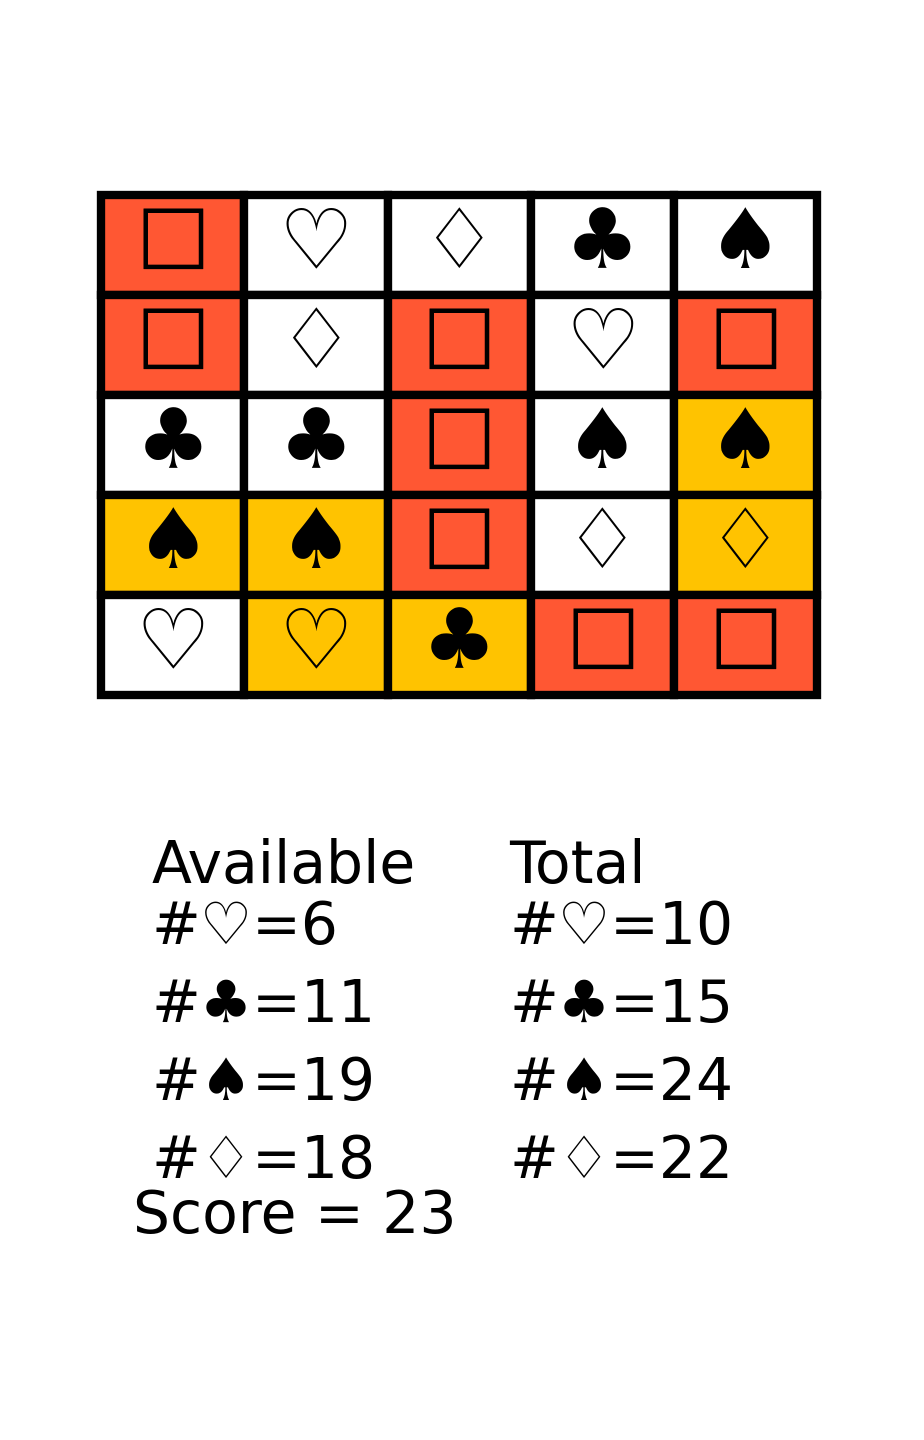 □ ♡ ♢ ♣ ♠
□ ♢ □ ♡ □
♣ ♣ □ ♠ ♠
♠ ♠ □ ♢ ♢
♡ ♡ ♣ □ □
Available Total
#♡=6 #♡=10
#♣=11 #♣=15
#♠=19 #♠=24
#♢=18 #♢=22
Score = 23